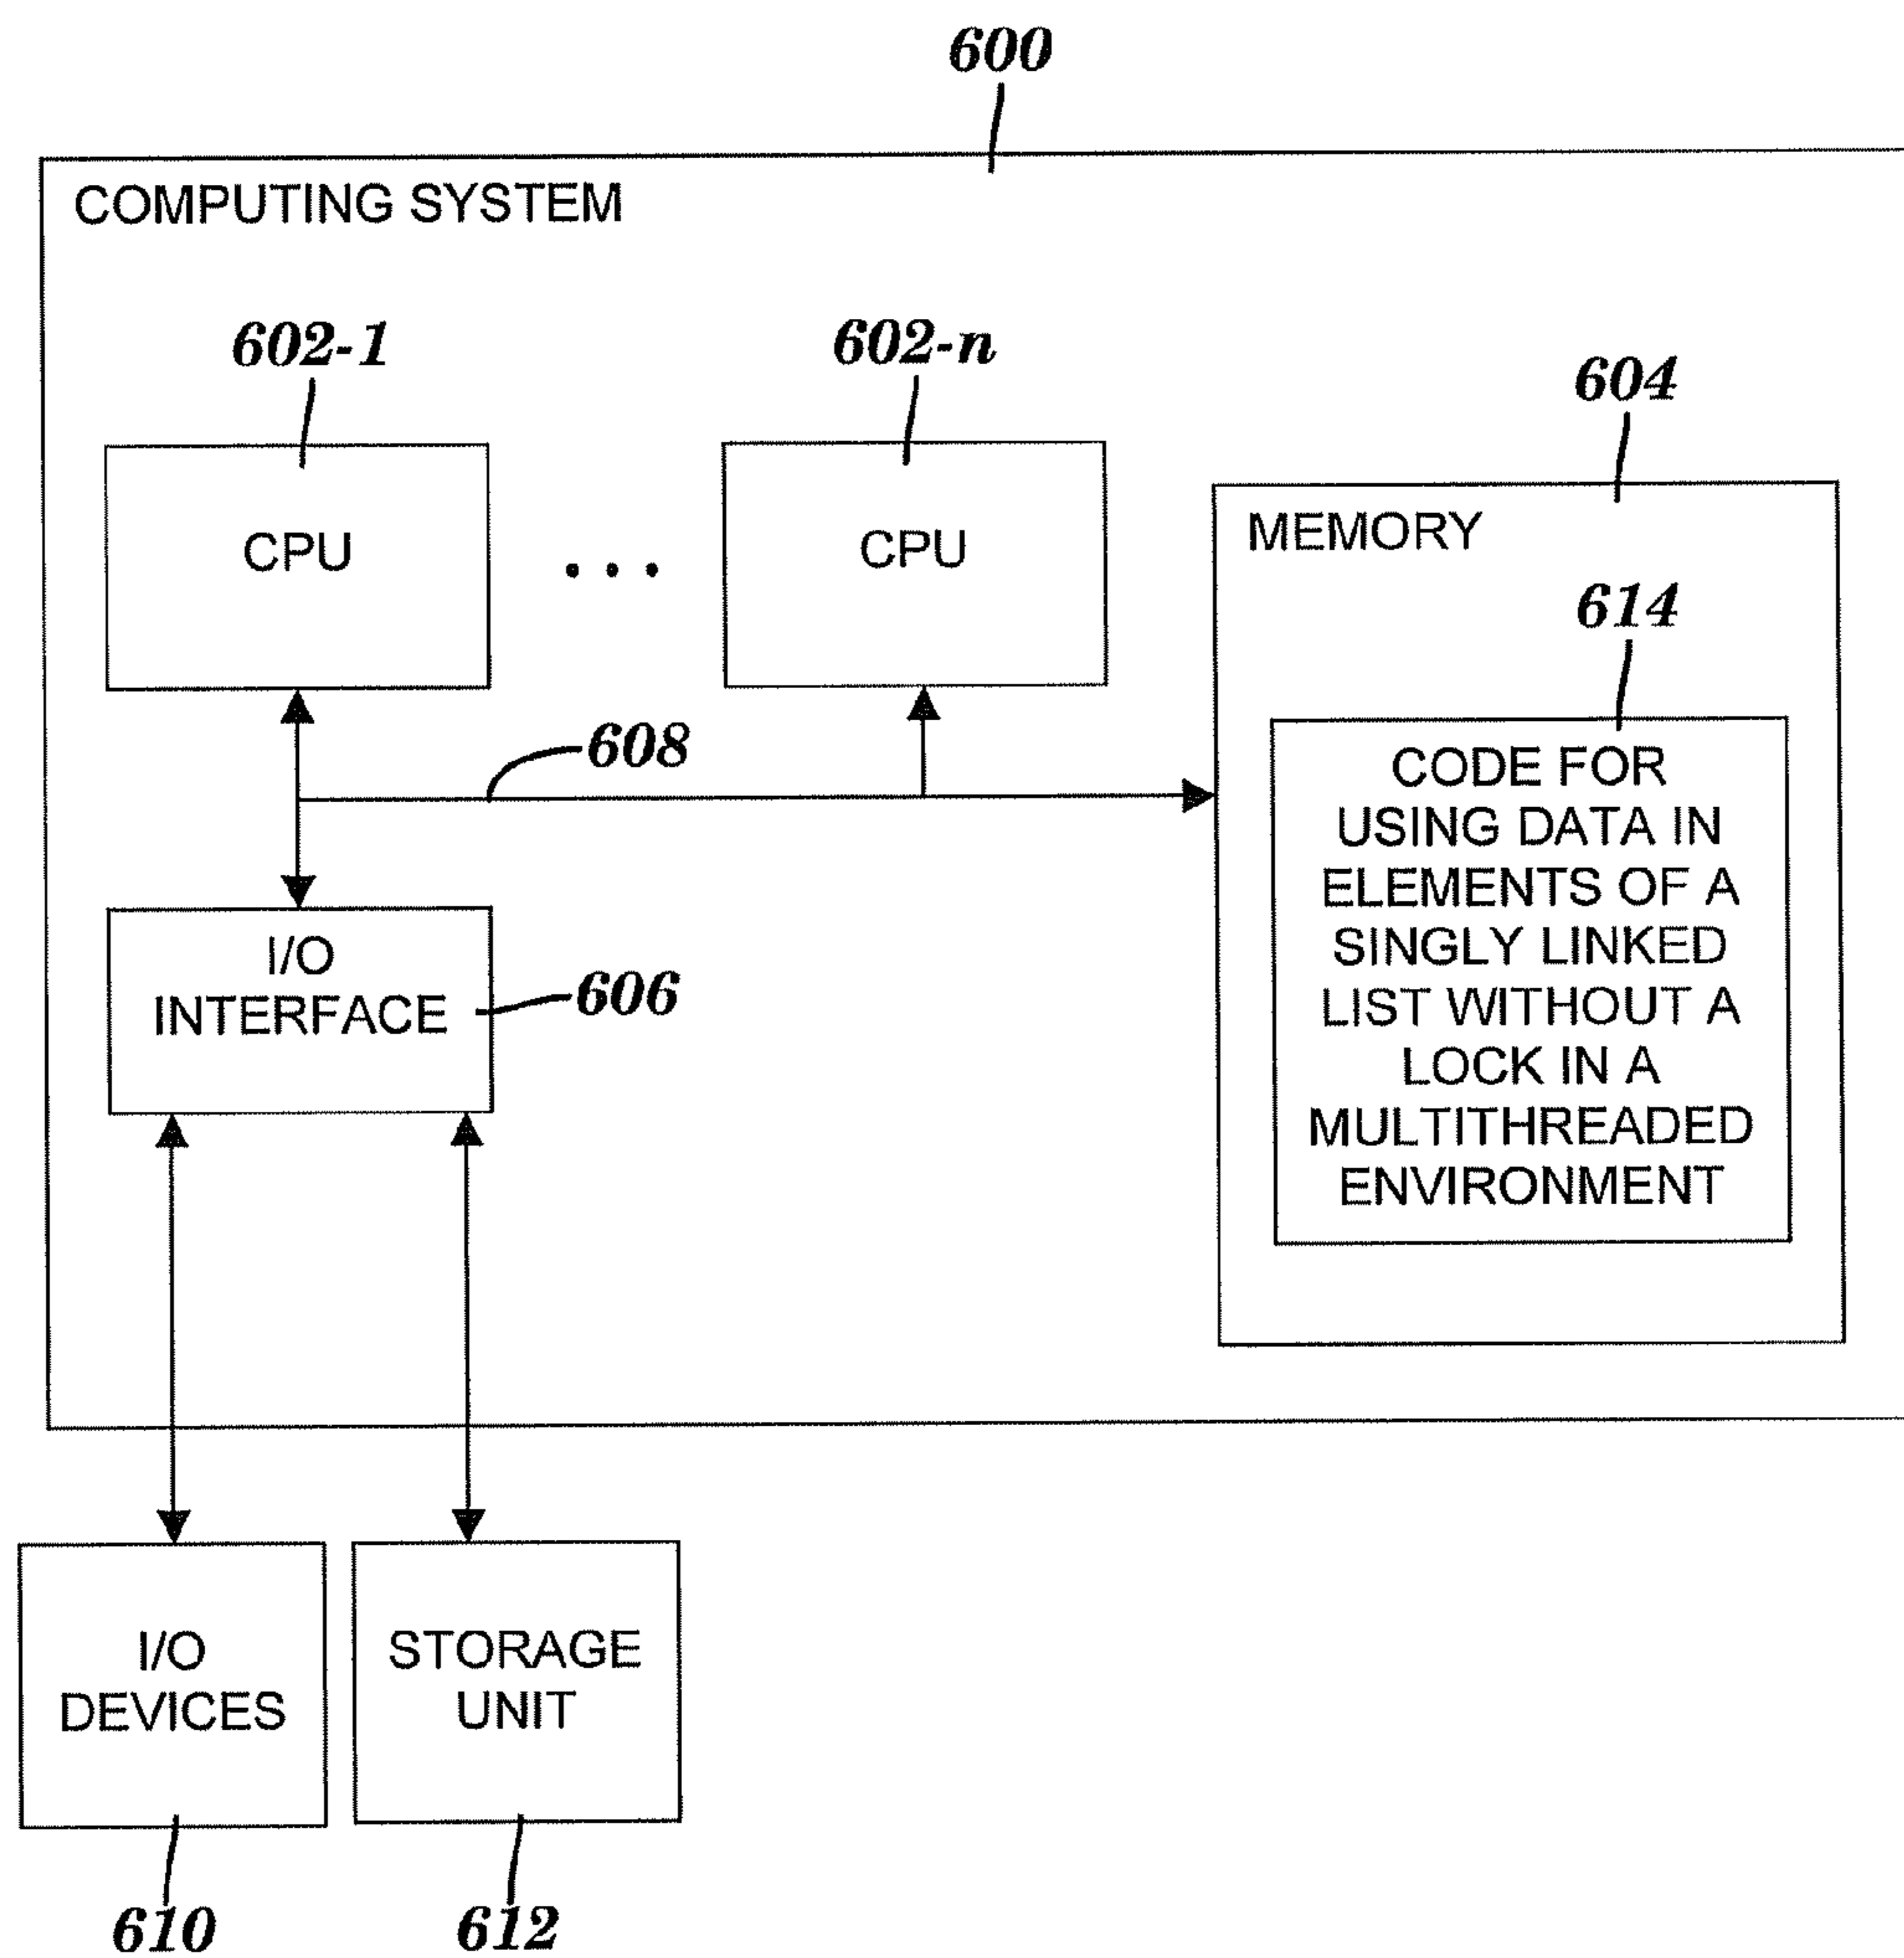 600
COMPUTING SYSTEM
602-1
602-n
604
CPU
• • •
CPU
MEMORY
614
608
CODE FOR
USING DATA IN
ELEMENTS OF A
SINGLY LINKED
LIST WITHOUT A
LOCK IN A
MULTITHREADED
ENVIRONMENT
I/O
INTERFACE
606
I/O
DEVICES
STORAGE
UNIT
610
612